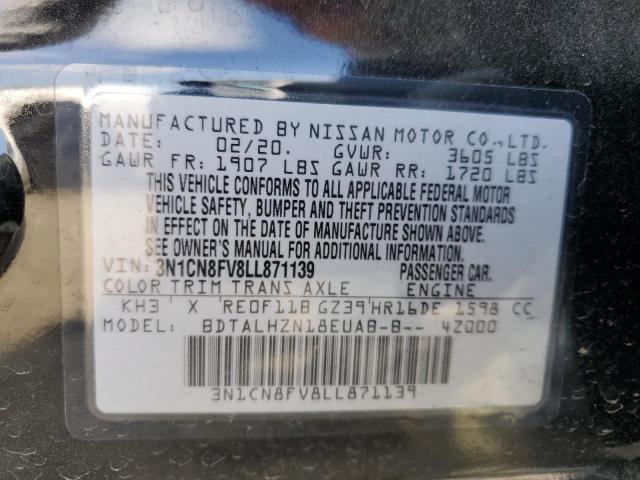 MANUFACTURED BY NISSAN MOTOR CO.,LTD.
DATE: 02/20. GVWR: 3605 LBS
GAWR FR: 1907 LBS GAWR RR: 1720 LBS
THIS VEHICLE CONFORMS TO ALL APPLICABLE FEDERAL MOTOR
VEHICLE SAFETY, BUMPER AND THEFT PREVENTION STANDARDS
IN EFFECT ON THE DATE OF MANUFACTURE SHOWN ABOVE.
SEE OWNER'S MANUAL FOR ADDITIONAL INFORMATION.
VIN: 3N1CN8FV8LL871139 PASSENGER CAR.
COLOR TRIM TRANS AXLE ENGINE
KH3 X RE0F11B GZ39 HR16DE 1598 CC
MODEL: BDTALHZN18EUAB-B-- 4Z000
3N1CN8FV8LL871139